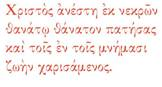 Χριστὸς ἀνέστη ἐκ νεκρῶν
θανάτῳ θάνατον πατήσας
καὶ τοῖς ἐν τοῖς μνήμασι
ζωὴν χαρισάμενος.